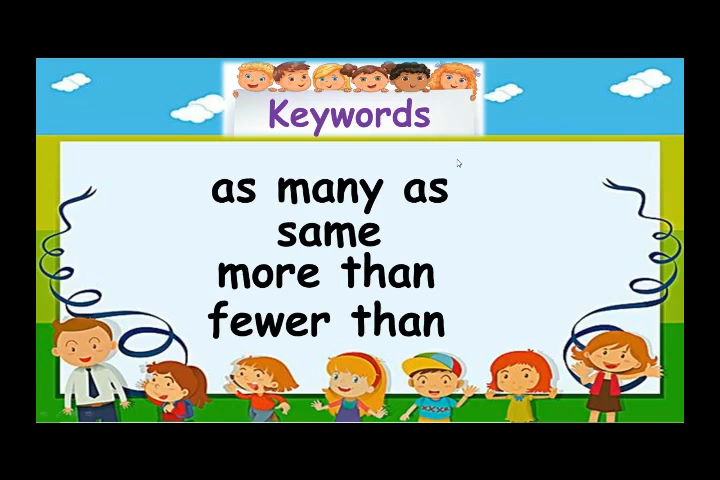 Keywords
as many as
same
more than
fewer than